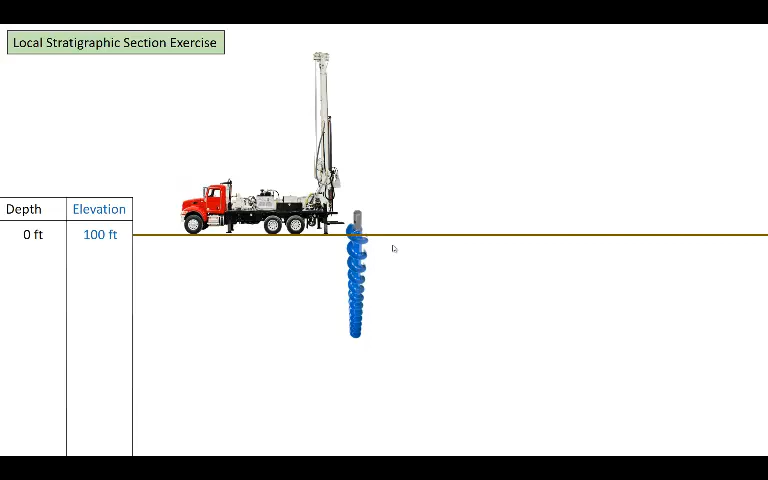 Local Stratigraphic Section Exercise
Depth Elevation
0 ft 100 ft